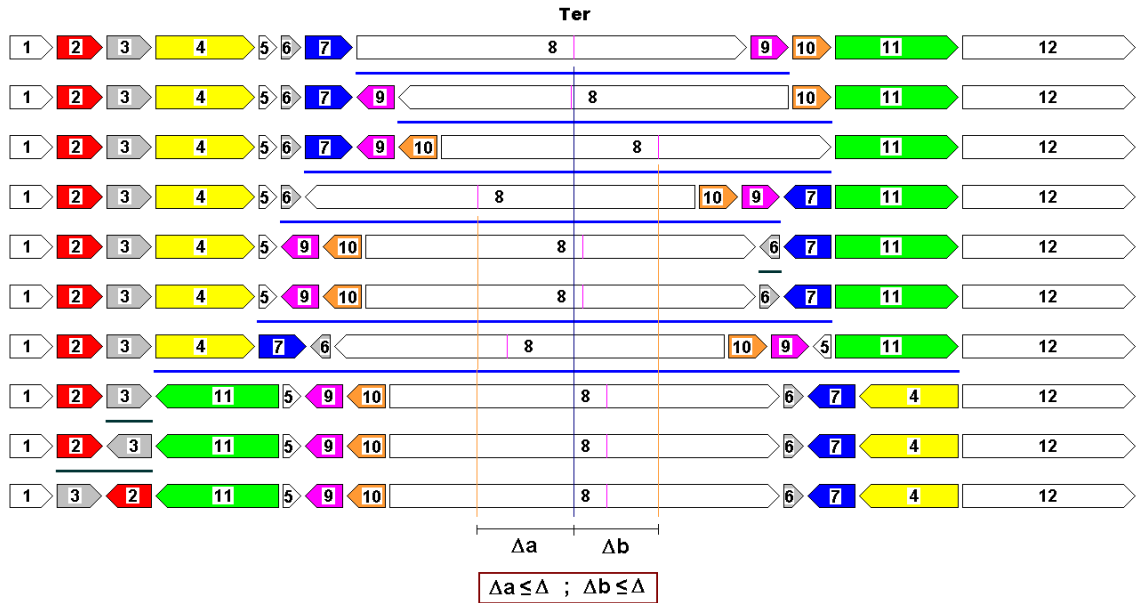 Ter
1 2 3 4 5 6 7 8 9 10 11 12
1 2 3 4 5 6 7 9 8 10 11 12
1 2 3 4 5 6 7 9 10 8 11 12
1 2 3 4 5 6 8 10 9 7 11 12
1 2 3 4 5 9 10 8 6 7 11 12
1 2 3 4 5 9 10 8 6 7 11 12
1 2 3 4 7 6 8 10 9 5 11 12
1 2 3 11 5 9 10 8 6 7 4 12
1 2 3 11 5 9 10 8 6 7 4 12
1 3 2 11 5 9 10 8 6 7 4 12
Δa Δb
Δa ≤ Δ ; Δb ≤ Δ